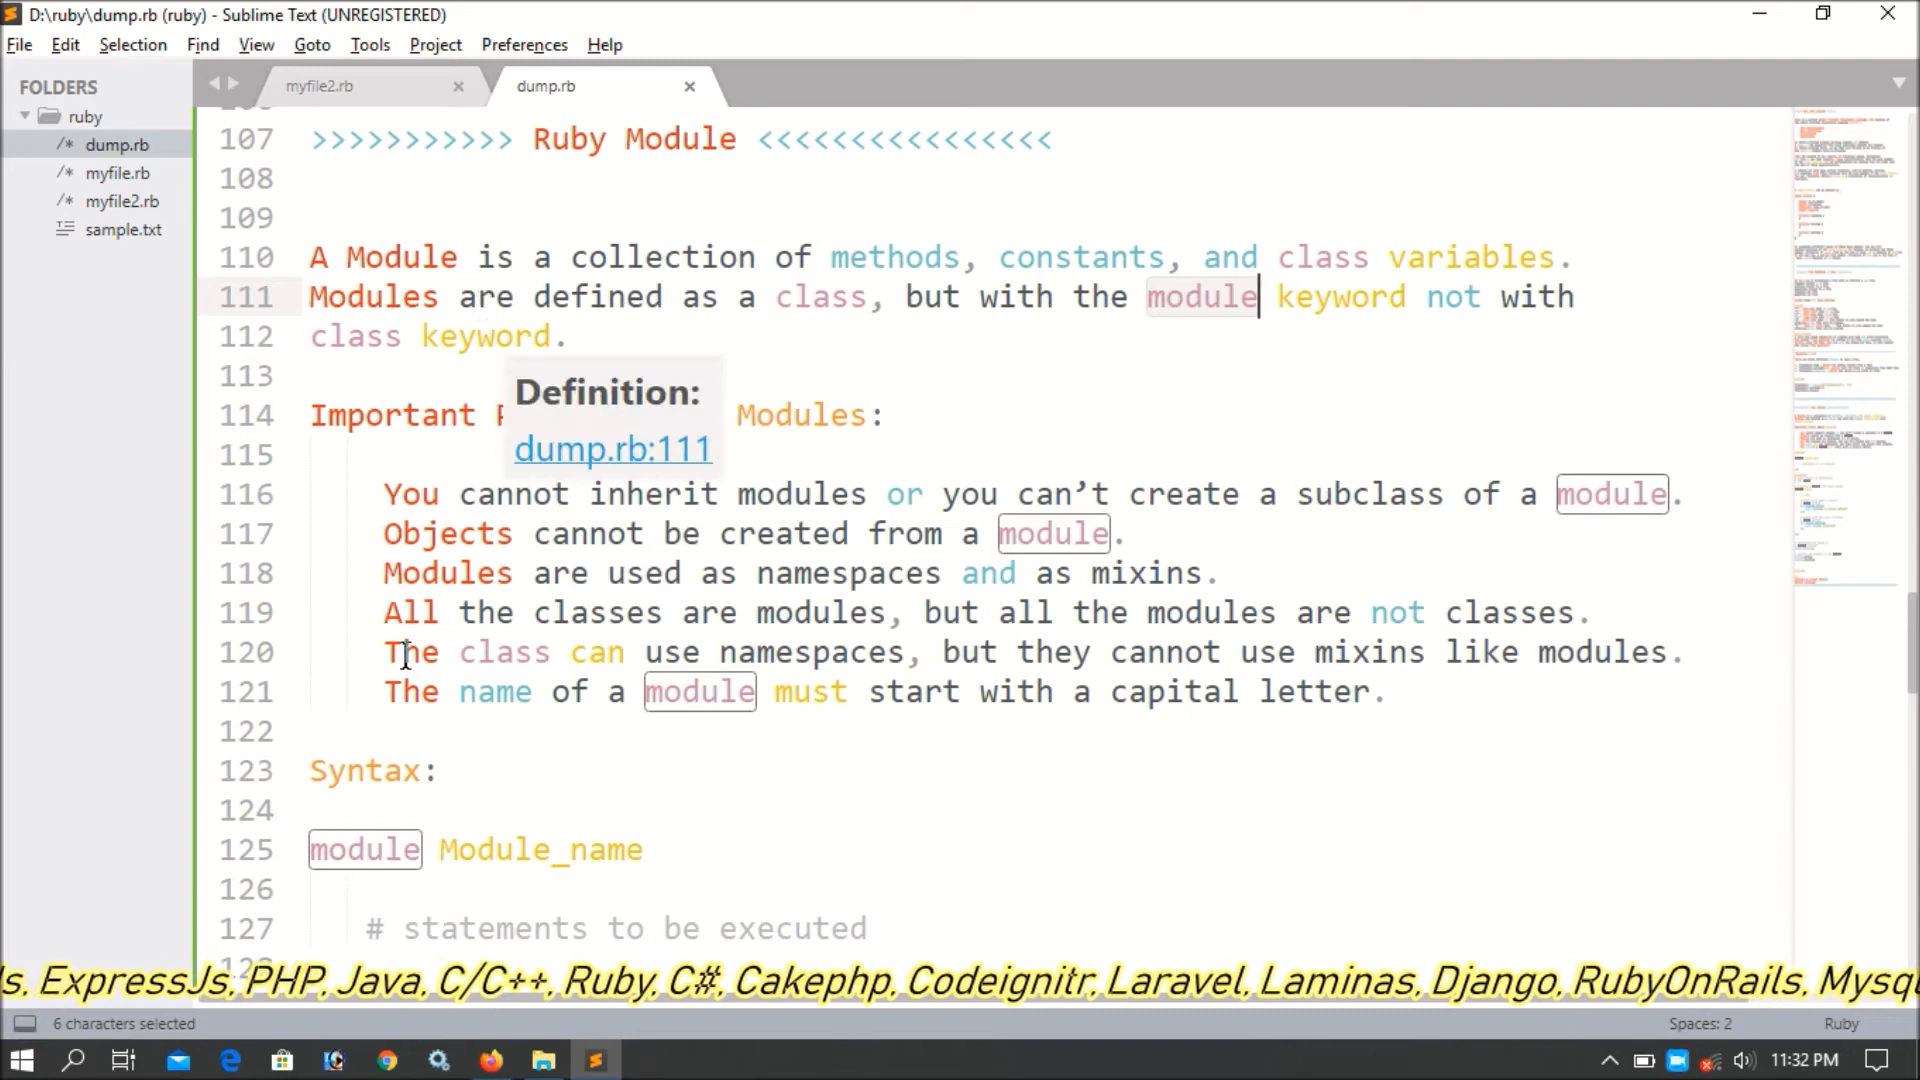 D:\ruby\dump.rb (ruby) - Sublime Text (UNREGISTERED)
File Edit Selection Find View Goto Tools Project Preferences Help
FOLDERS
ruby
/* dump.rb
/* myfile.rb
/* myfile2.rb
sample.txt
myfile2.rb × dump.rb ×
107 >>>>>>>>>>> Ruby Module <<<<<<<<<<<<<<<<
108
109
110 A Module is a collection of methods, constants, and class variables.
111 Modules are defined as a class, but with the module keyword not with
112 class keyword.
113
114 Important Modules:
Definition:
dump.rb:111
115
116 You cannot inherit modules or you can’t create a subclass of a module.
117 Objects cannot be created from a module.
118 Modules are used as namespaces and as mixins.
119 All the classes are modules, but all the modules are not classes.
120 The class can use namespaces, but they cannot use mixins like modules.
121 The name of a module must start with a capital letter.
122
123 Syntax:
124
125 module Module_name
126
127 # statements to be executed
ExpressJs, PHP, Java, C/C++, Ruby, C#, Cakephp, Codeignitr, Laravel, Laminas, Django, RubyOnRails, Mysq
6 characters selected
Spaces: 2
Ruby
11:32 PM